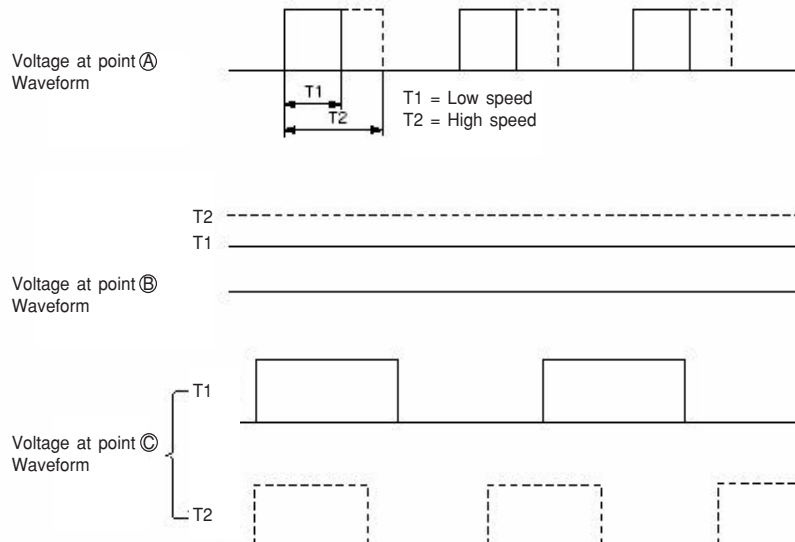 Voltage at point Ⓐ
Waveform
T1
T2
T1 = Low speed
T2 = High speed
T2
T1
Voltage at point Ⓑ
Waveform
T1
Voltage at point Ⓒ
Waveform
T2